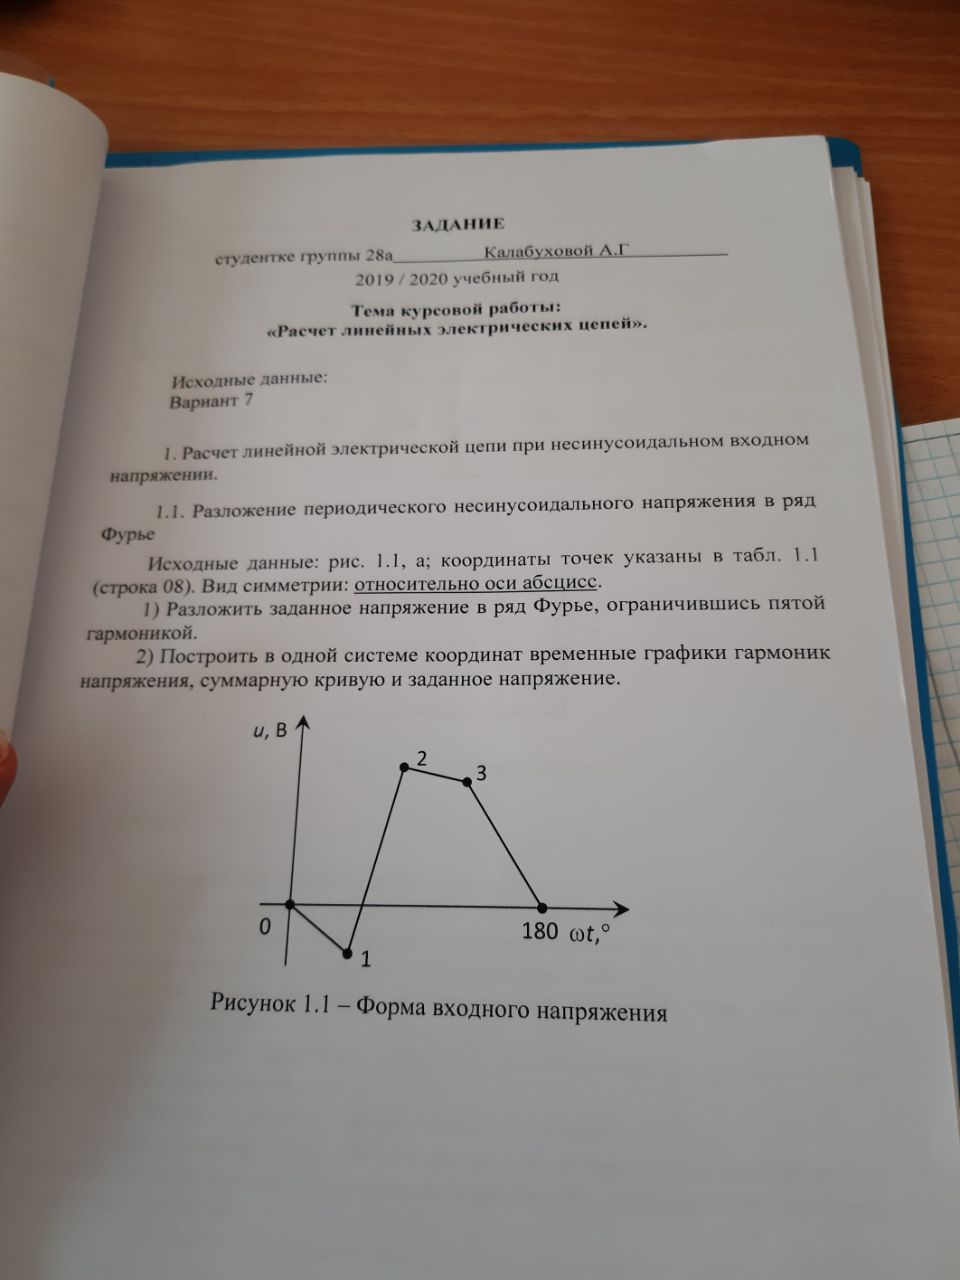 ЗАДАНИЕ
студентке группы 28а Калабуховой А.Г
2019 / 2020 учебный год
Тема курсовой работы:
«Расчет линейных электрических цепей».
Исходные данные:
Вариант 7
1. Расчет линейной электрической цепи при несинусоидальном входном
напряжении.
1.1. Разложение периодического несинусоидального напряжения в ряд
Фурье
Исходные данные: рис. 1.1, а; координаты точек указаны в табл. 1.1
(строка 08). Вид симметрии: относительно оси абсцисс.
1) Разложить заданное напряжение в ряд Фурье, ограничившись пятой
гармоникой.
2) Построить в одной системе координат временные графики гармоник
напряжения, суммарную кривую и заданное напряжение.
u, В
2
3
0
1
180 ωt,°
Рисунок 1.1 – Форма входного напряжения